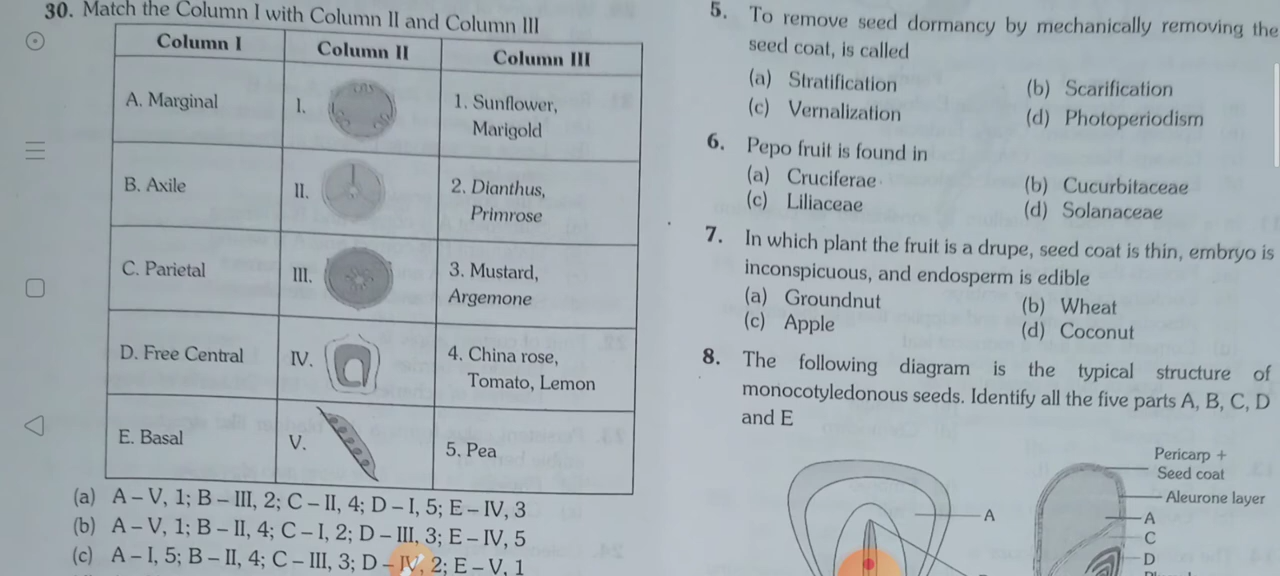 30. Match the Column I with Column II and Column III
Column I Column II Column III
A. Marginal I. 1. Sunflower,
Marigold
B. Axile II. 2. Dianthus,
Primrose
C. Parietal III. 3. Mustard,
Argemone
D. Free Central IV. 4. China rose,
Tomato, Lemon
E. Basal V. 5. Pea
(a) A – V, 1; B – III, 2; C – II, 4; D – I, 5; E – IV, 3
(b) A – V, 1; B – II, 4; C – I, 2; D – III, 3; E – IV, 5
(c) A – I, 5; B – II, 4; C – III, 3; D – IV, 2; E – V, 1
5. To remove seed dormancy by mechanically removing the
seed coat, is called
(a) Stratification (b) Scarification
(c) Vernalization (d) Photoperiodism
6. Pepo fruit is found in
(a) Cruciferae (b) Cucurbitaceae
(c) Liliaceae (d) Solanaceae
7. In which plant the fruit is a drupe, seed coat is thin, embryo is
inconspicuous, and endosperm is edible
(a) Groundnut (b) Wheat
(c) Apple (d) Coconut
8. The following diagram is the typical structure of
monocotyledonous seeds. Identify all the five parts A, B, C, D
and E
Pericarp +
Seed coat
Aleurone layer
A
A
C
D